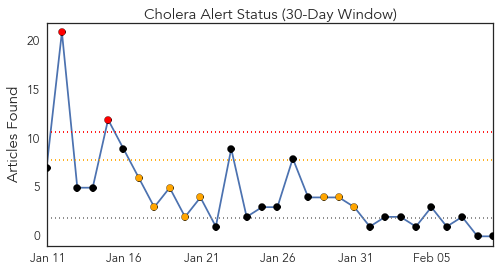 Cholera Alert Status (30-Day Window)
Articles Found
20
15
10
5
0
Jan 11 Jan 16 Jan 21 Jan 26 Jan 31 Feb 05